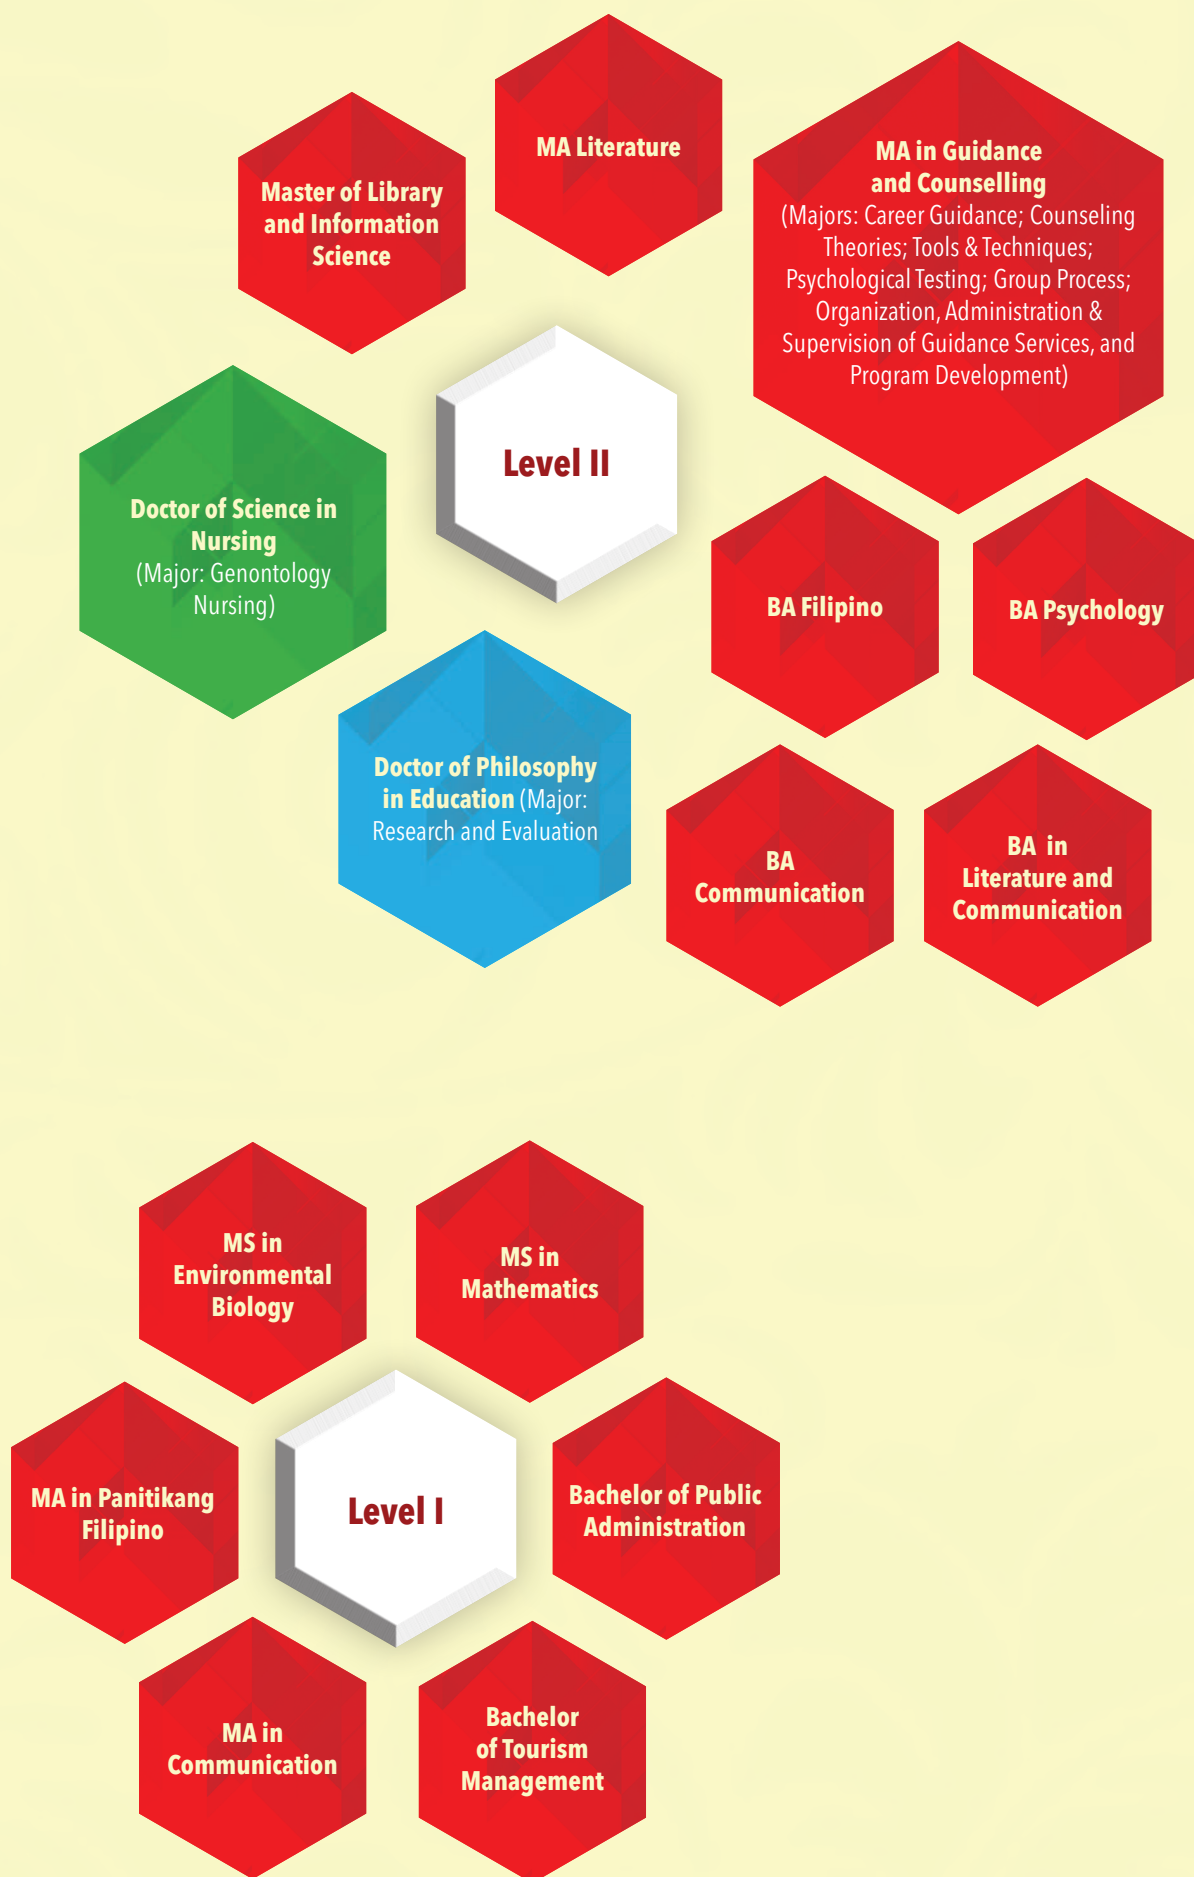 MA Literature
Master of Library
and Information
Science
MA in Guidance
and Counselling
(Majors: Career Guidance; Counseling
Theories; Tools & Techniques;
Psychological Testing; Group Process;
Organization, Administration &
Supervision of Guidance Services, and
Program Development)
Level II
Doctor of Science in
Nursing
(Major: Genontology
Nursing)
BA Filipino
BA Psychology
Doctor of Philosophy
in Education (Major:
Research and Evaluation
BA
Communication
BA in
Literature and
Communication
MS in
Environmental
Biology
MS in
Mathematics
MA in Panitikang
Filipino
Level I
Bachelor of Public
Administration
MA in
Communication
Bachelor
of Tourism
Management